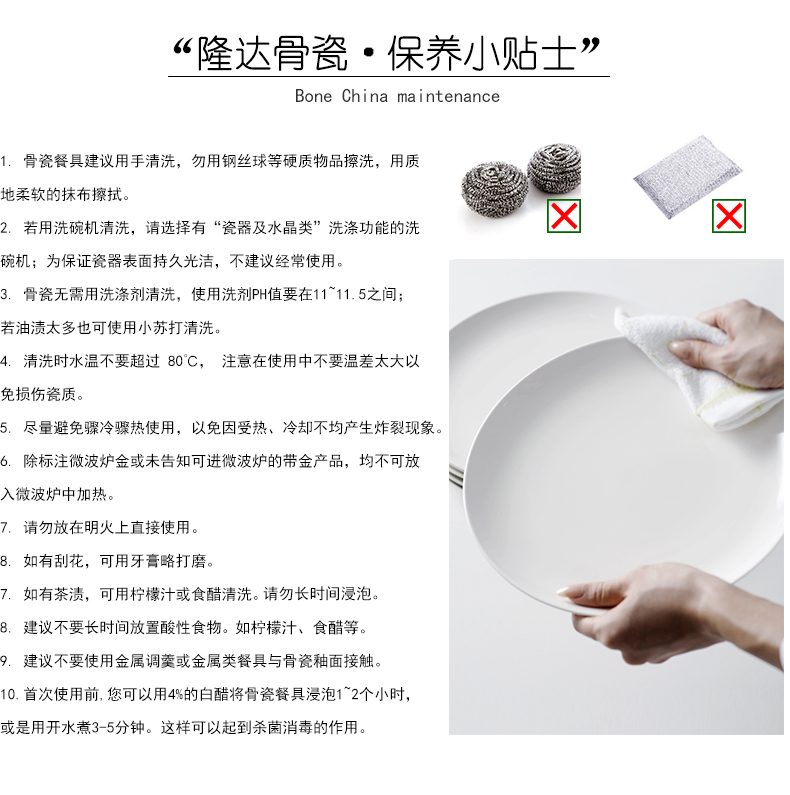 “隆达骨瓷·保养小贴士”
Bone China maintenance
1. 骨瓷餐具建议用手清洗，勿用钢丝球等硬质物品擦洗，用质
地柔软的抹布擦拭。
2. 若用洗碗机清洗，请选择有“瓷器及水晶类”洗涤功能的洗
碗机；为保证瓷器表面持久光洁，不建议经常使用。
3. 骨瓷无需用洗涤剂清洗，使用洗剂PH值要在11~11.5之间；
若油渍太多也可使用小苏打清洗。
4. 清洗时水温不要超过 80℃， 注意在使用中不要温差太大以
免损伤瓷质。
5. 尽量避免骤冷骤热使用，以免因受热、冷却不均产生炸裂现象。
6. 除标注微波炉金或未告知可进微波炉的带金产品，均不可放
入微波炉中加热。
7. 请勿放在明火上直接使用。
8. 如有刮花，可用牙膏略打磨。
7. 如有茶渍，可用柠檬汁或食醋清洗。请勿长时间浸泡。
8. 建议不要长时间放置酸性食物。如柠檬汁、食醋等。
9. 建议不要使用金属调羹或金属类餐具与骨瓷釉面接触。
10.首次使用前,您可以用4%的白醋将骨瓷餐具浸泡1~2个小时，
或是用开水煮3-5分钟。这样可以起到杀菌消毒的作用。